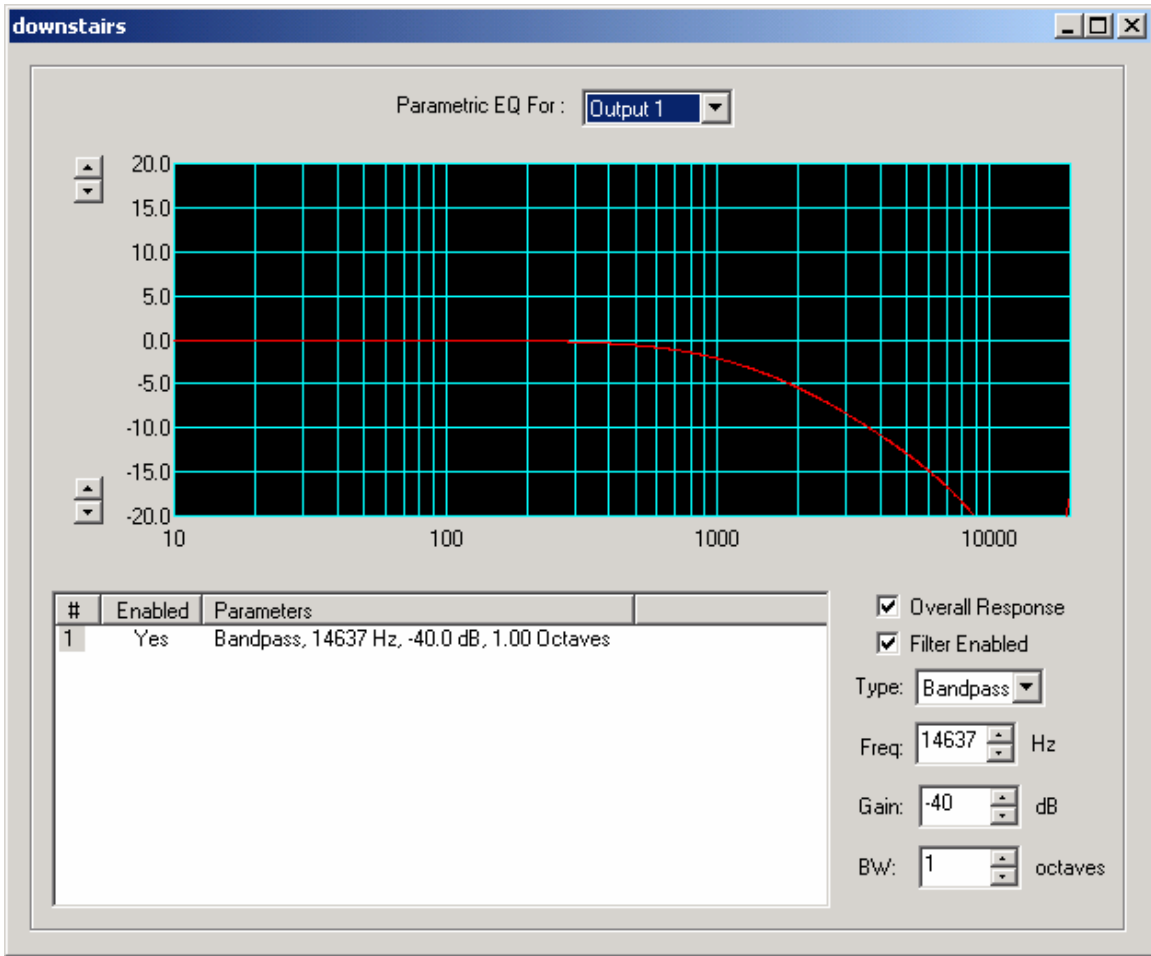 downstairs
Parametric EQ For : Output 1
20.0
15.0
10.0
5.0
0.0
-5.0
-10.0
-15.0
-20.0
10 100 1000 10000
# Enabled Parameters
1 Yes Bandpass, 14637 Hz, -40.0 dB, 1.00 Octaves
Overall Response
Filter Enabled
Type: Bandpass
Freq: 14637 Hz
Gain: -40 dB
BW: 1 octaves